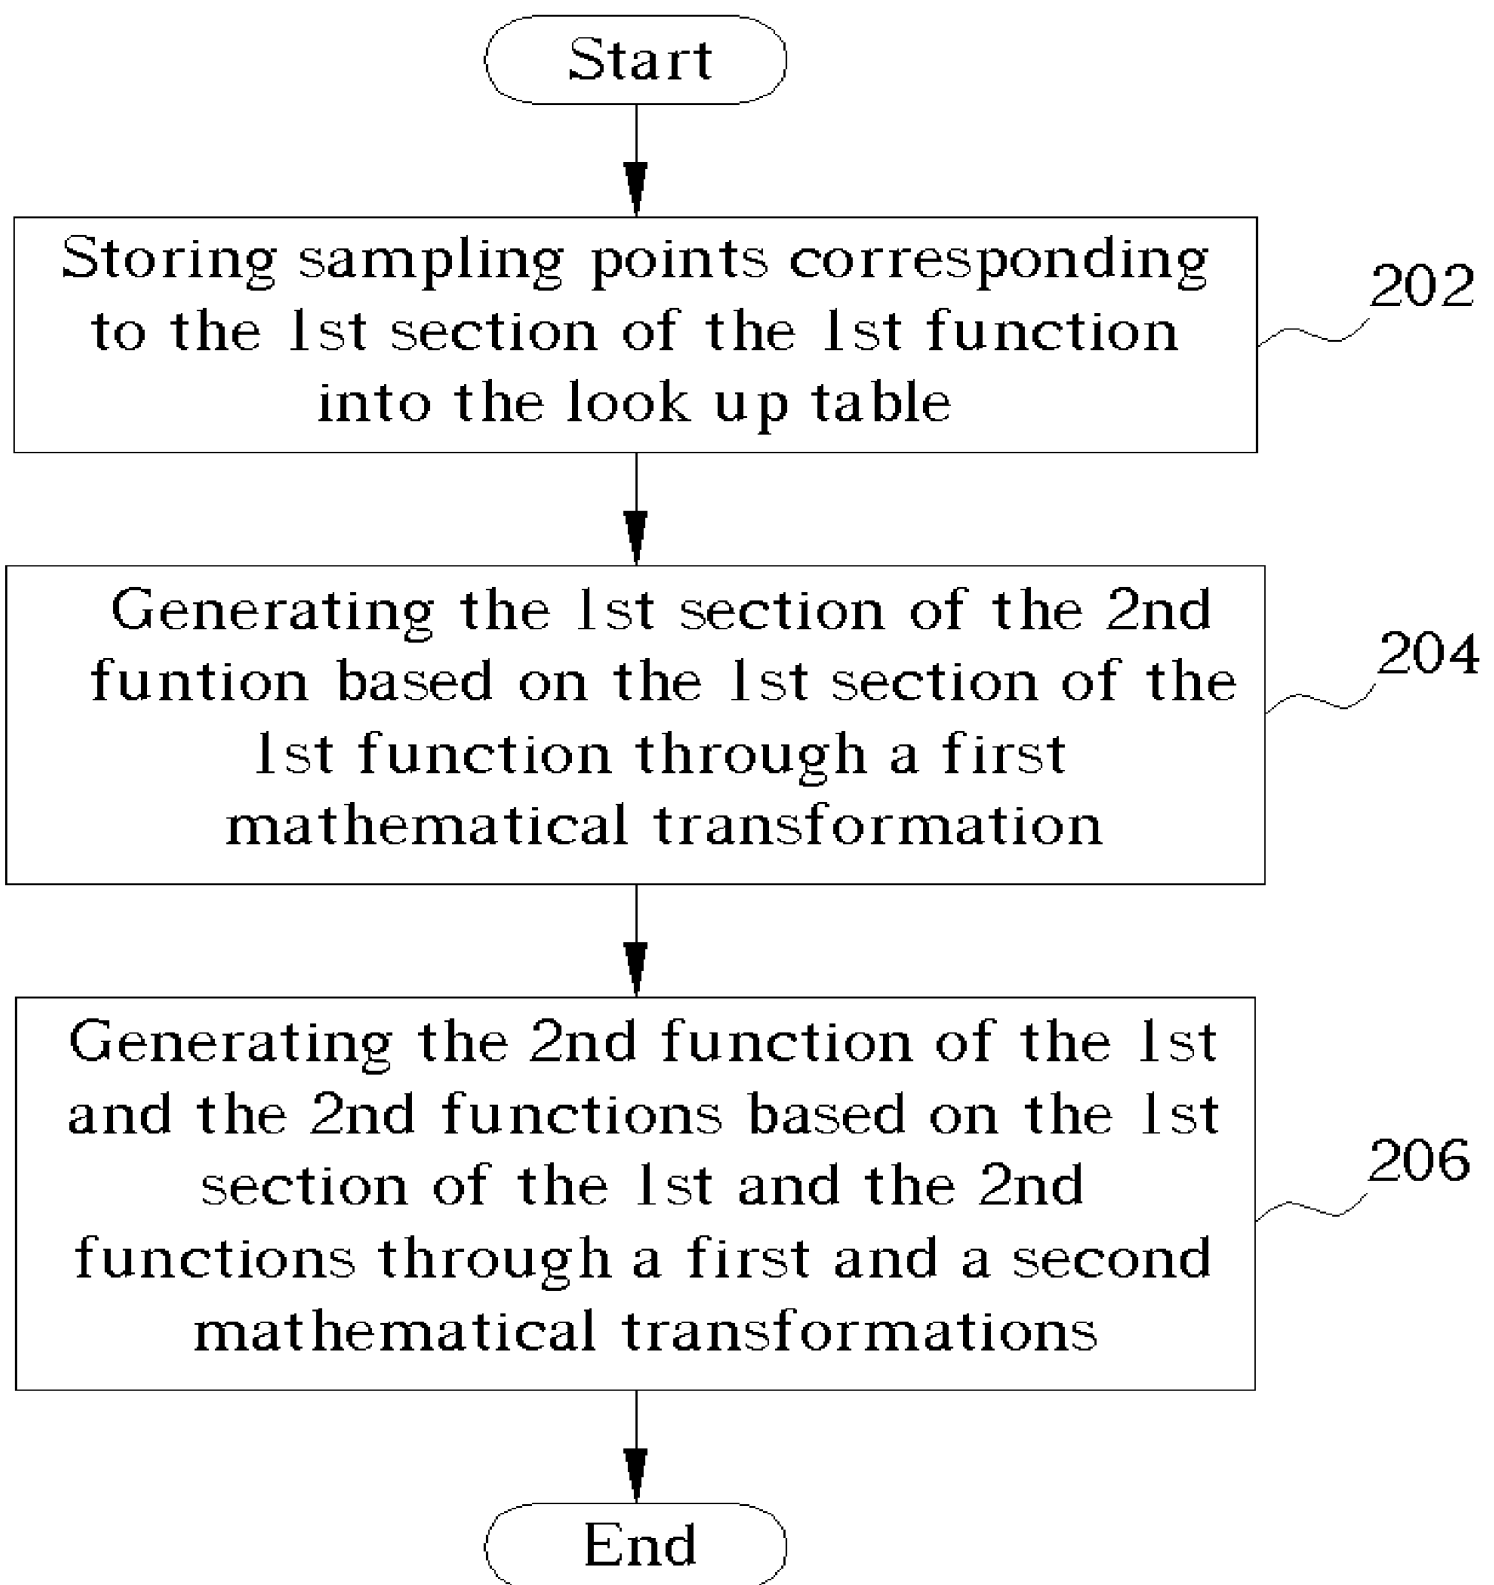 Start
Storing sampling points corresponding
to the 1st section of the 1st function
into the look up table
202
Generating the 1st section of the 2nd
funtion based on the 1st section of the
1st function through a first
mathematical transformation
204
Generating the 2nd function of the 1st
and the 2nd functions based on the 1st
section of the 1st and the 2nd
functions through a first and a second
mathematical transformations
206
End